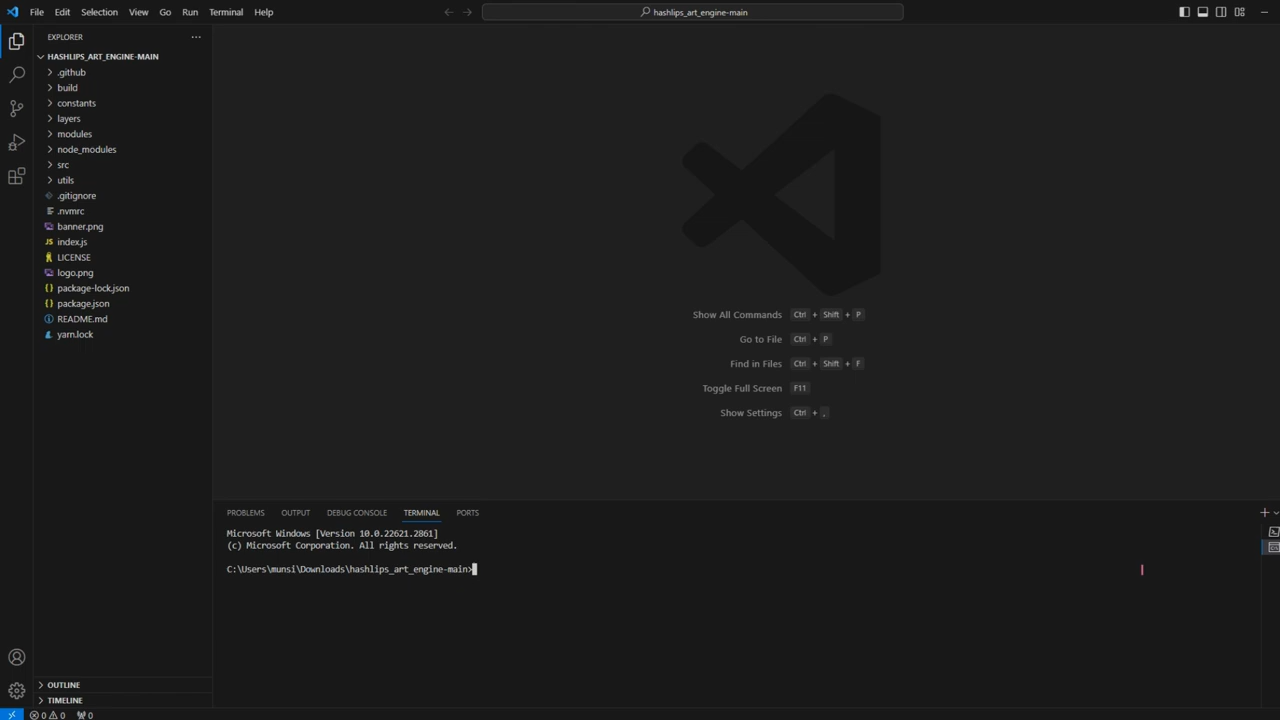 File Edit Selection View Go Run Terminal Help
hashlips_art_engine-main
EXPLORER
HASHLIPS_ART_ENGINE-MAIN
.github
build
constants
layers
modules
node_modules
src
utils
.gitignore
.nvmrc
banner.png
JS index.js
LICENSE
logo.png
{} package-lock.json
{} package.json
README.md
yarn.lock
Show All Commands Ctrl + Shift + P
Go to File Ctrl + P
Find in Files Ctrl + Shift + F
Toggle Full Screen F11
Show Settings Ctrl + ,
PROBLEMS OUTPUT DEBUG CONSOLE TERMINAL PORTS
Microsoft Windows [Version 10.0.22621.2861]
(c) Microsoft Corporation. All rights reserved.
C:\Users\munsi\Downloads\hashlips_art_engine-main>
OUTLINE
TIMELINE
0 0 0